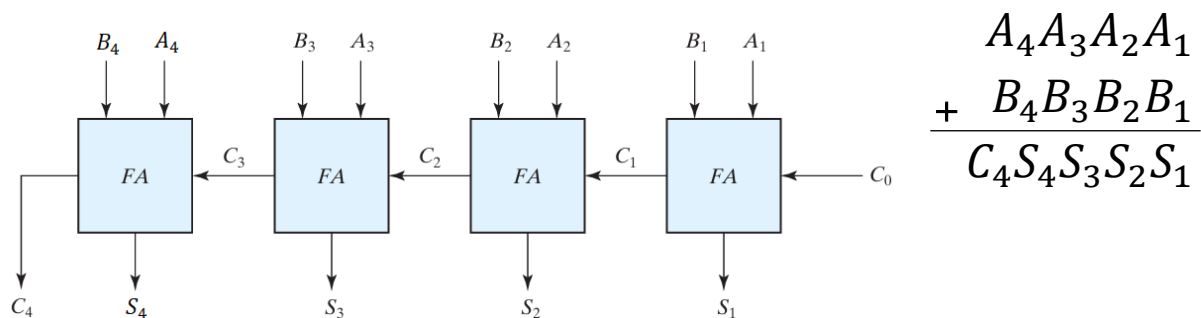 B₄ A₄ B₃ A₃ B₂ A₂ B₁ A₁
FA C₃ FA C₂ FA C₁ FA C₀
C₄ S₄ S₃ S₂ S₁
A₄A₃A₂A₁
+ B₄B₃B₂B₁
C₄S₄S₃S₂S₁